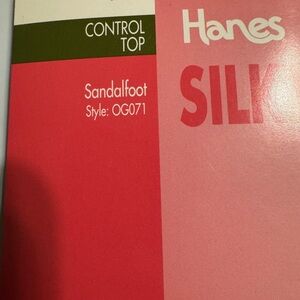 CONTROL
TOP
Sandalfoot
Style: OG071
Hanes
SILK